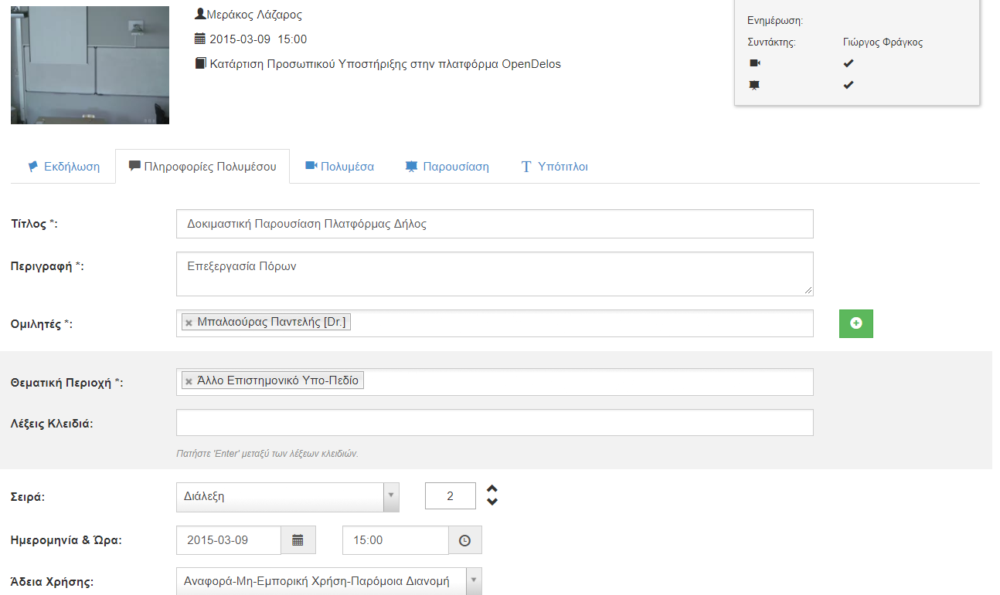 Μεράκος Λάζαρος
2015-03-09 15:00
Κατάρτιση Προσωπικού Υποστήριξης στην πλατφόρμα OpenDelos
Ενημέρωση:
Συντάκτης: Γιώργος Φράγκος
Εκδήλωση Πληροφορίες Πολυμέσου Πολυμέσα Παρουσίαση Υπότιτλοι
Τίτλος *: Δοκιμαστική Παρουσίαση Πλατφόρμας Δήλος
Περιγραφή *: Επεξεργασία Πόρων
Ομιλητές *: Μπαλαούρας Παντελής [Dr.]
Θεματική Περιοχή *: Άλλο Επιστημονικό Υπο-Πεδίο
Λέξεις Κλειδιά:
Πατήστε 'Enter' μεταξύ των λέξεων κλειδιών.
Σειρά: Διάλεξη 2
Ημερομηνία & Ώρα: 2015-03-09 15:00
Άδεια Χρήσης: Αναφορά-Μη-Εμπορική Χρήση-Παρόμοια Διανομή